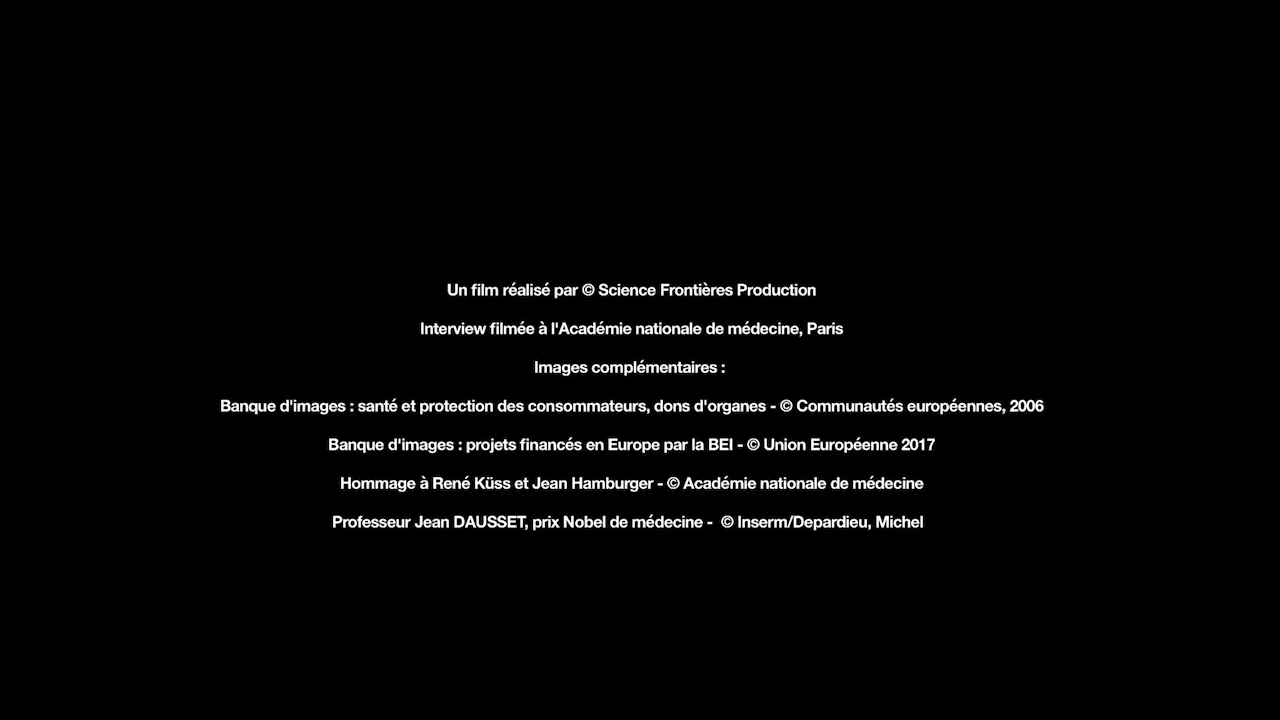 Un film réalisé par © Science Frontières Production
Interview filmée à l'Académie nationale de médecine, Paris
Images complémentaires :
Banque d'images : santé et protection des consommateurs, dons d'organes - © Communautés européennes, 2006
Banque d'images : projets financés en Europe par la BEI - © Union Européenne 2017
Hommage à René Küss et Jean Hamburger - © Académie nationale de médecine
Professeur Jean DAUSSET, prix Nobel de médecine -  © Inserm/Depardieu, Michel